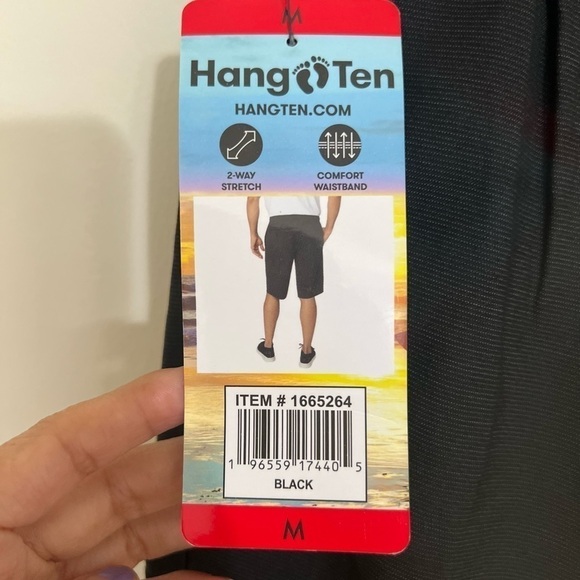 M
Hang Ten
HANGTEN.COM
2-WAY
STRETCH
COMFORT
WAISTBAND
ITEM # 1665264
1 96559 17440 5
BLACK
M